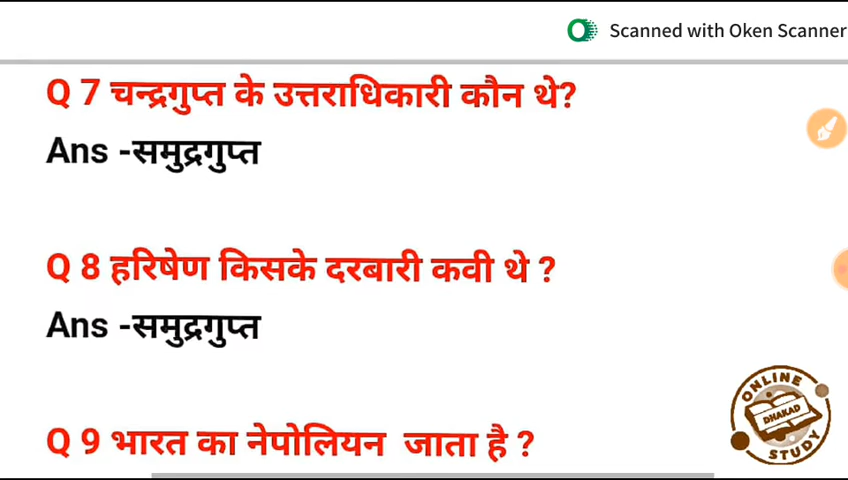 Scanned with Oken Scanner
Q 7 चन्द्रगुप्त के उत्तराधिकारी कौन थे?
Ans -समुद्रगुप्त
Q 8 हरिषेण किसके दरबारी कवी थे ?
Ans -समुद्रगुप्त
Q 9 भारत का नेपोलियन जाता है ?
ONLINE
DHAKAD
STUDY